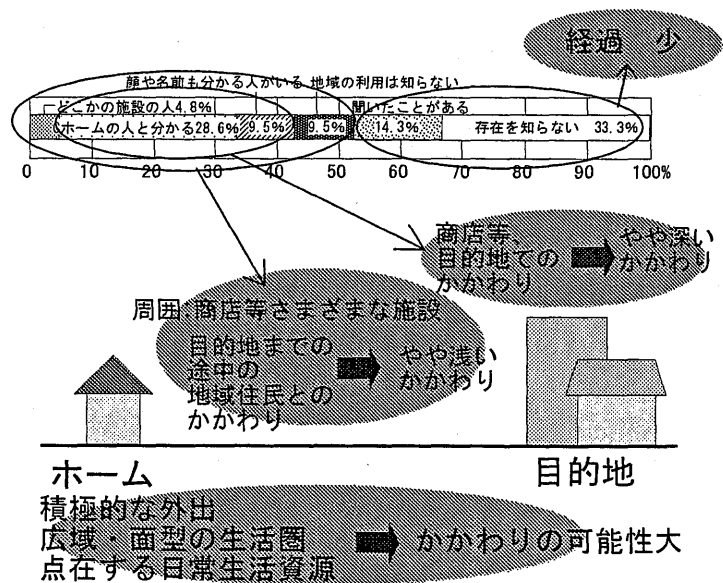 経過 少
顔や名前も分かる人がいる 地域の利用は知らない
どこかの施設の人4.8% 聞いたことがある
ホームの人と分かる28.6% 9.5% 9.5% 14.3% 存在を知らない 33.3%
0 10 20 30 40 50 60 70 80 90 100%
商店等、
目的地での
かかわり
やや深い
かかわり
周囲:商店等さまざまな施設
目的地までの
途中の
地域住民との
かかわり
やや浅い
かかわり
ホーム
目的地
積極的な外出
広域・面型の生活圏
点在する日常生活資源
かかわりの可能性大